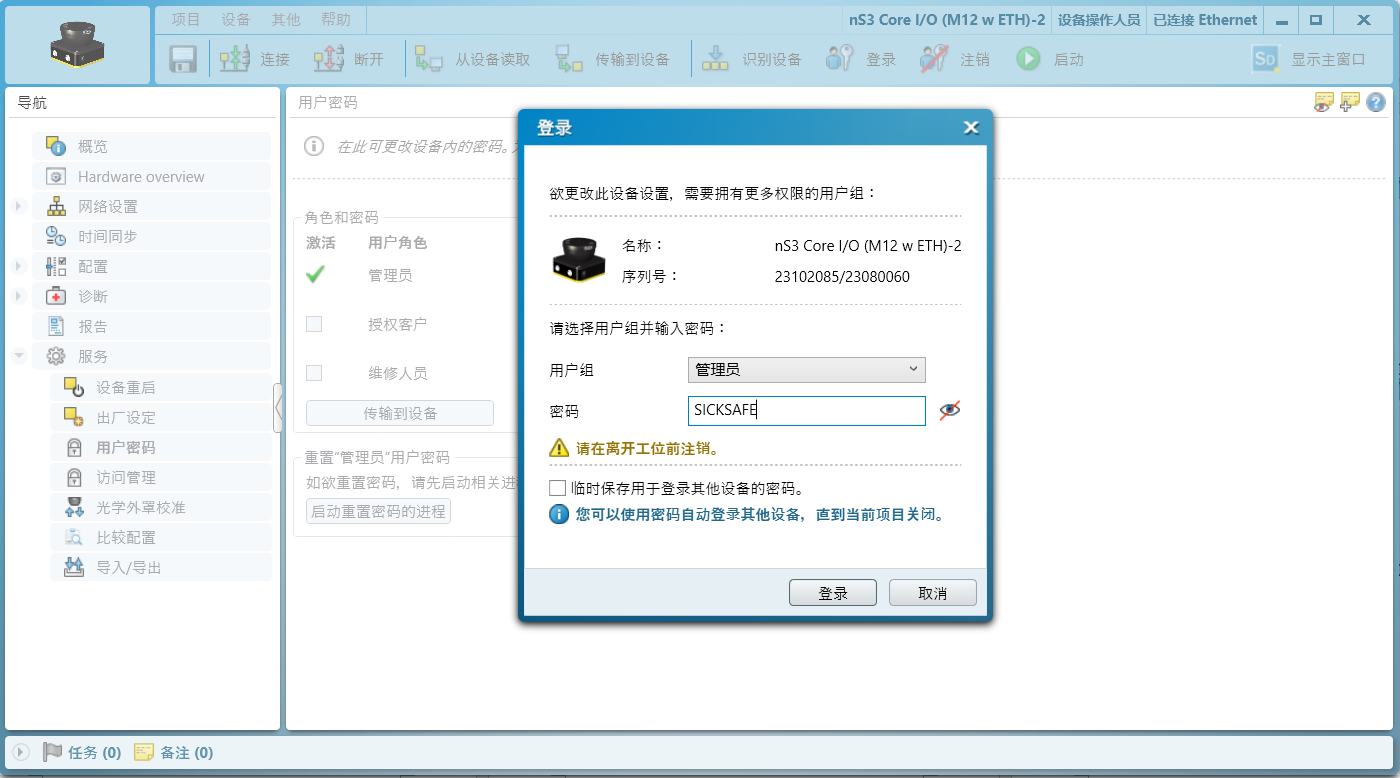 项目 设备 其他 帮助
nS3 Core I/O (M12 w ETH)-2 设备操作人员 已连接 Ethernet
连接 断开 从设备读取 传输到设备 识别设备 登录 注销 启动 显示主窗口
导航
概览
Hardware overview
网络设置
时间同步
配置
诊断
报告
服务
设备重启
出厂设定
用户密码
访问管理
光学外罩校准
比较配置
导入/导出
用户密码
在此可更改设备内的密码。
角色和密码
激活 用户角色
管理员
授权客户
维修人员
传输到设备
重置"管理员"用户密码
如欲重置密码，请先启动相关进
启动重置密码的进程
登录
欲更改此设备设置，需要拥有更多权限的用户组：
名称： nS3 Core I/O (M12 w ETH)-2
序列号： 23102085/23080060
请选择用户组并输入密码：
用户组 管理员
密码 SICKSAFE
请在离开工位前注销。
临时保存用于登录其他设备的密码。
您可以使用密码自动登录其他设备，直到当前项目关闭。
登录 取消
任务 (0) 备注 (0)